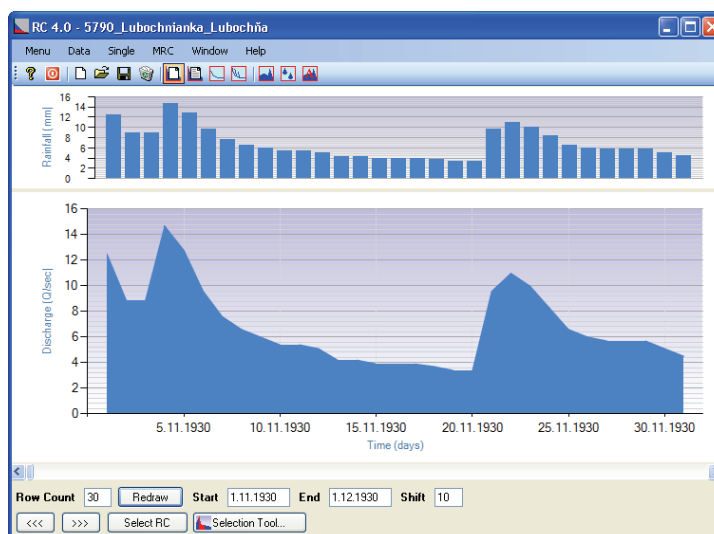 RC 4.0 - 5790_Lubochnianka_Lubochňa
Menu Data Single MRC Window Help
16
14
12
10
8
6
4
2
0
Rainfall (mm)
16
14
12
10
8
6
4
2
0
Discharge (Q/sec)
5.11.1930 10.11.1930 15.11.1930 20.11.1930 25.11.1930 30.11.1930
Time (days)
Row Count 30 Redraw Start 1.11.1930 End 1.12.1930 Shift 10
<<< >>> Select RC Selection Tool...